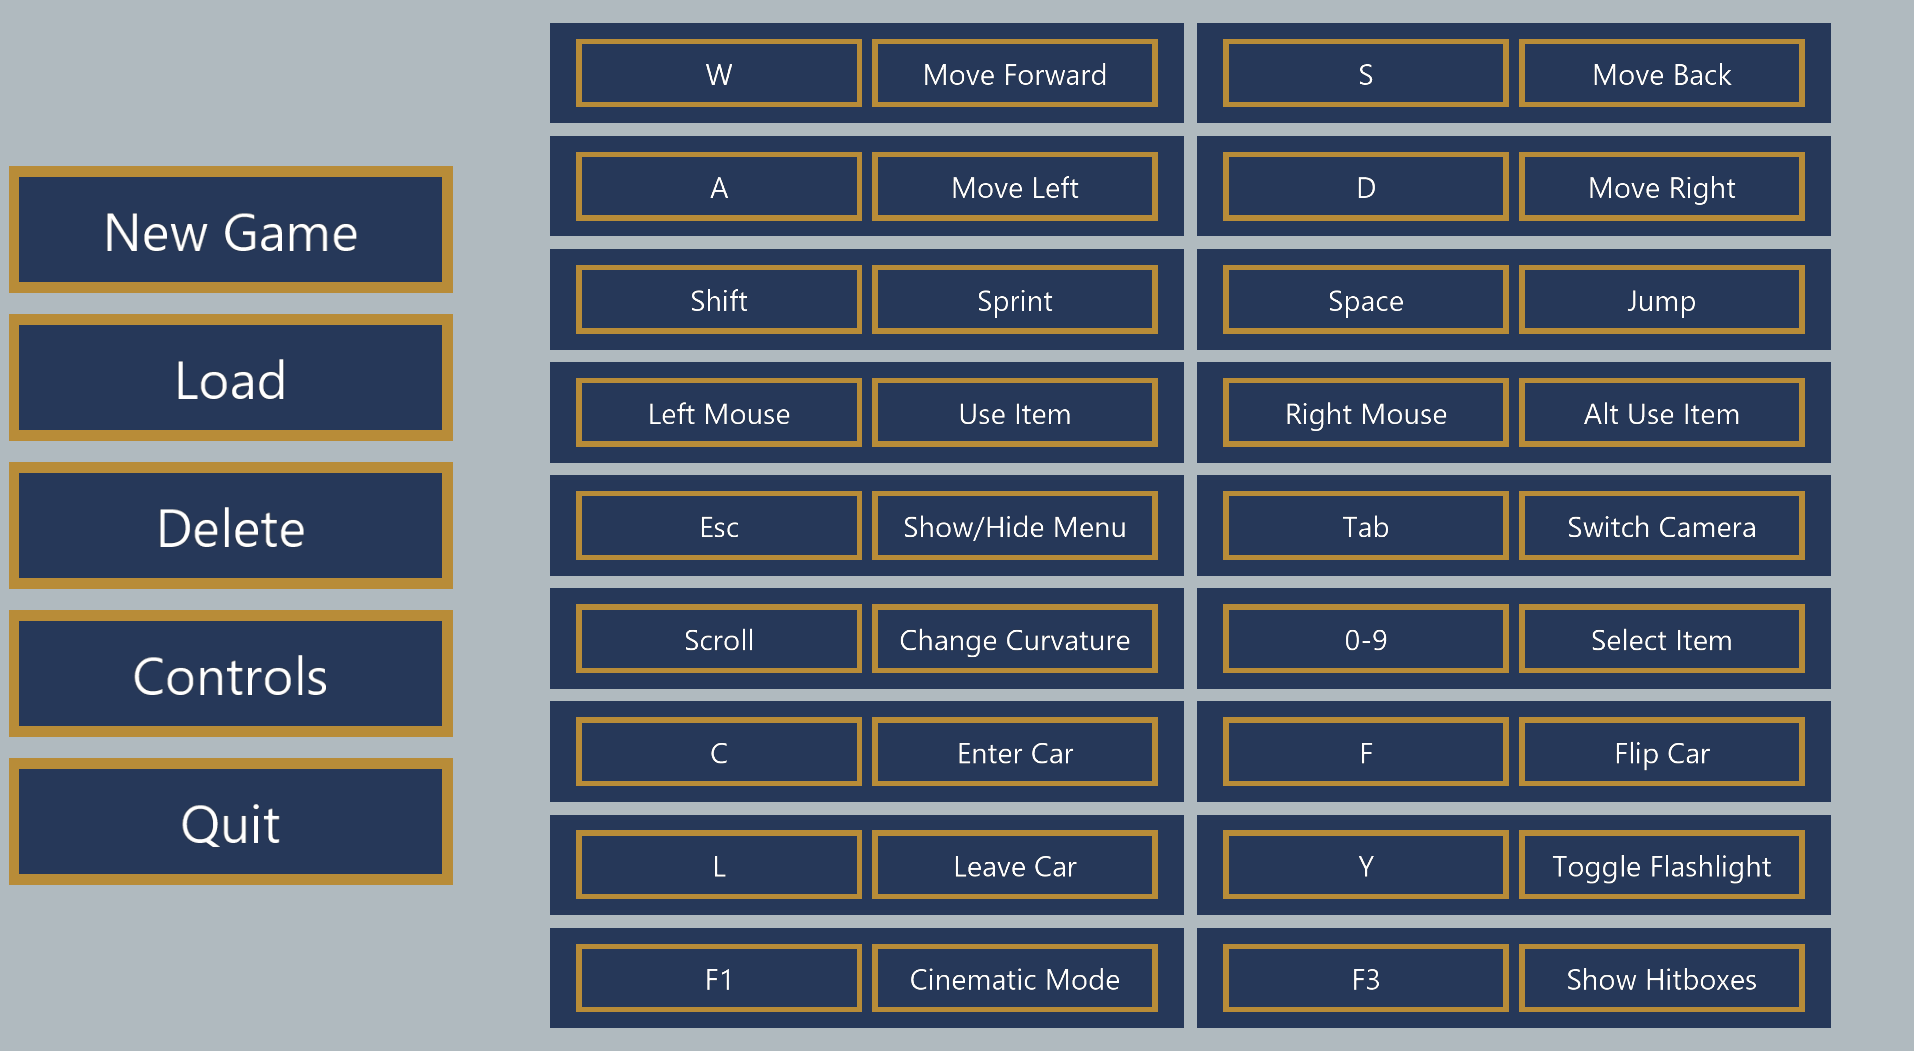 New Game
Load
Delete
Controls
Quit
W Move Forward S Move Back
A Move Left D Move Right
Shift Sprint Space Jump
Left Mouse Use Item Right Mouse Alt Use Item
Esc Show/Hide Menu Tab Switch Camera
Scroll Change Curvature 0-9 Select Item
C Enter Car F Flip Car
L Leave Car Y Toggle Flashlight
F1 Cinematic Mode F3 Show Hitboxes